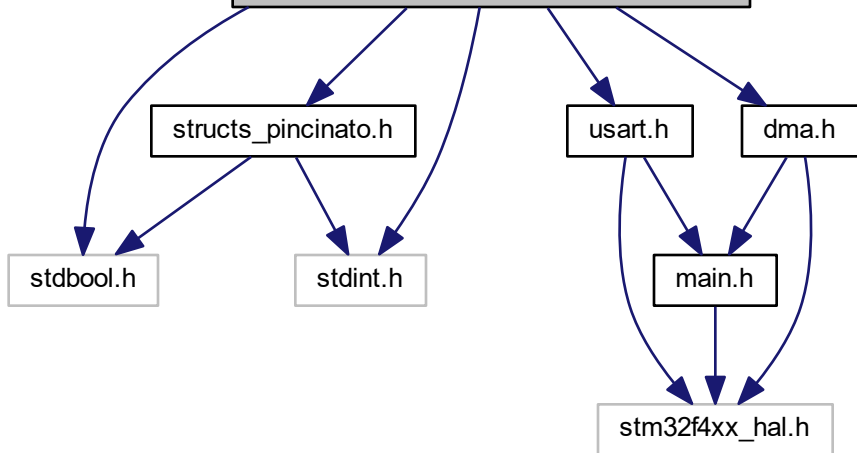 structs_pincinato.h
usart.h
dma.h
stdbool.h
stdint.h
main.h
stm32f4xx_hal.h